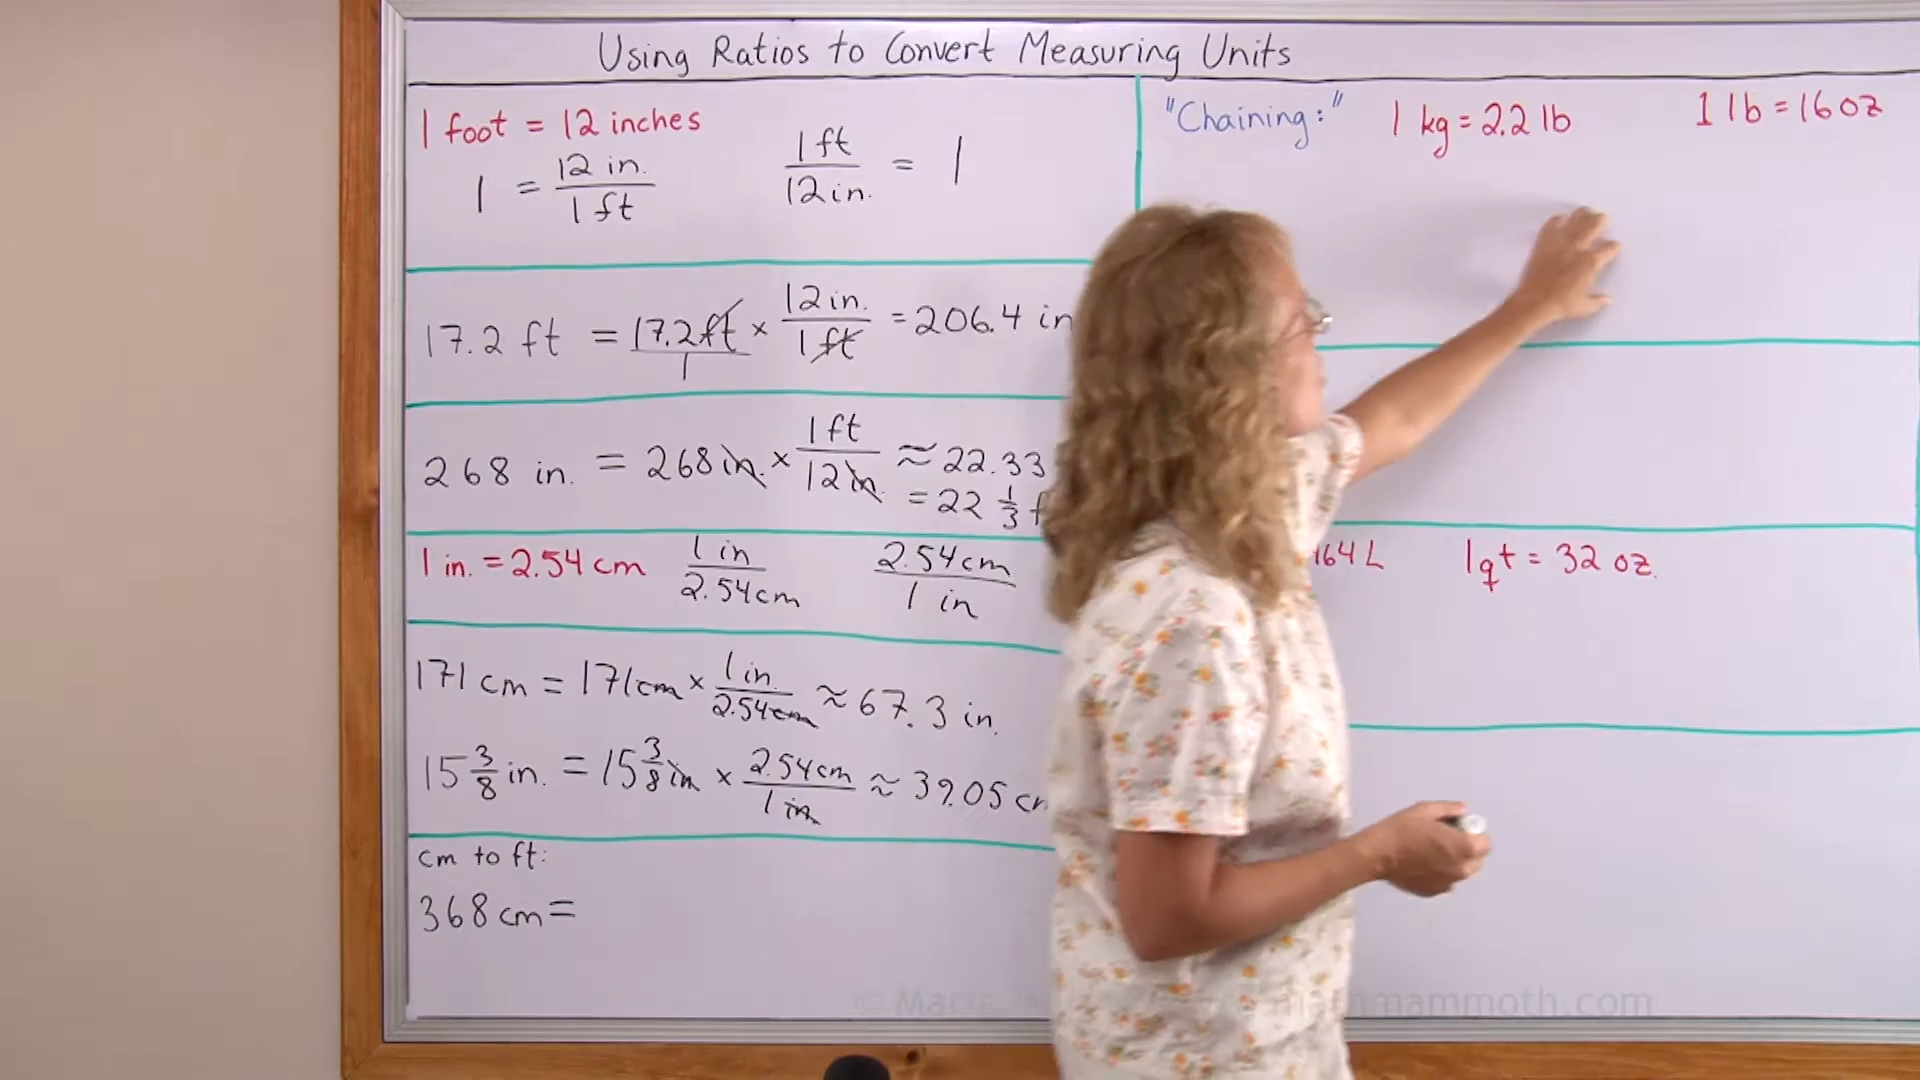 Using Ratios to Convert Measuring Units
1 foot = 12 inches
1 = 12 in. / 1 ft
1 ft / 12 in. = 1
17.2 ft = 17.2 ft / 1 × 12 in. / 1 ft = 206.4 in
268 in. = 268 in. × 1 ft / 12 in. ≈ 22.33
= 22 1/3 f
1 in. = 2.54 cm
1 in / 2.54 cm
2.54 cm / 1 in
171 cm = 171 cm × 1 in. / 2.54 cm ≈ 67.3 in.
15 3/8 in. = 15 3/8 in × 2.54 cm / 1 in ≈ 39.05 cm
cm to ft:
368 cm =
"Chaining:" 1 kg = 2.2 lb 1 lb = 16 oz
164 L 1 qt = 32 oz.
mammoth.com